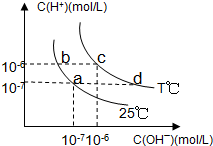 C(H⁺)(mol/L)
b c
10⁻⁶
a d
10⁻⁷ T℃
25℃
10⁻⁷10⁻⁶ C(OH⁻)(mol/L)